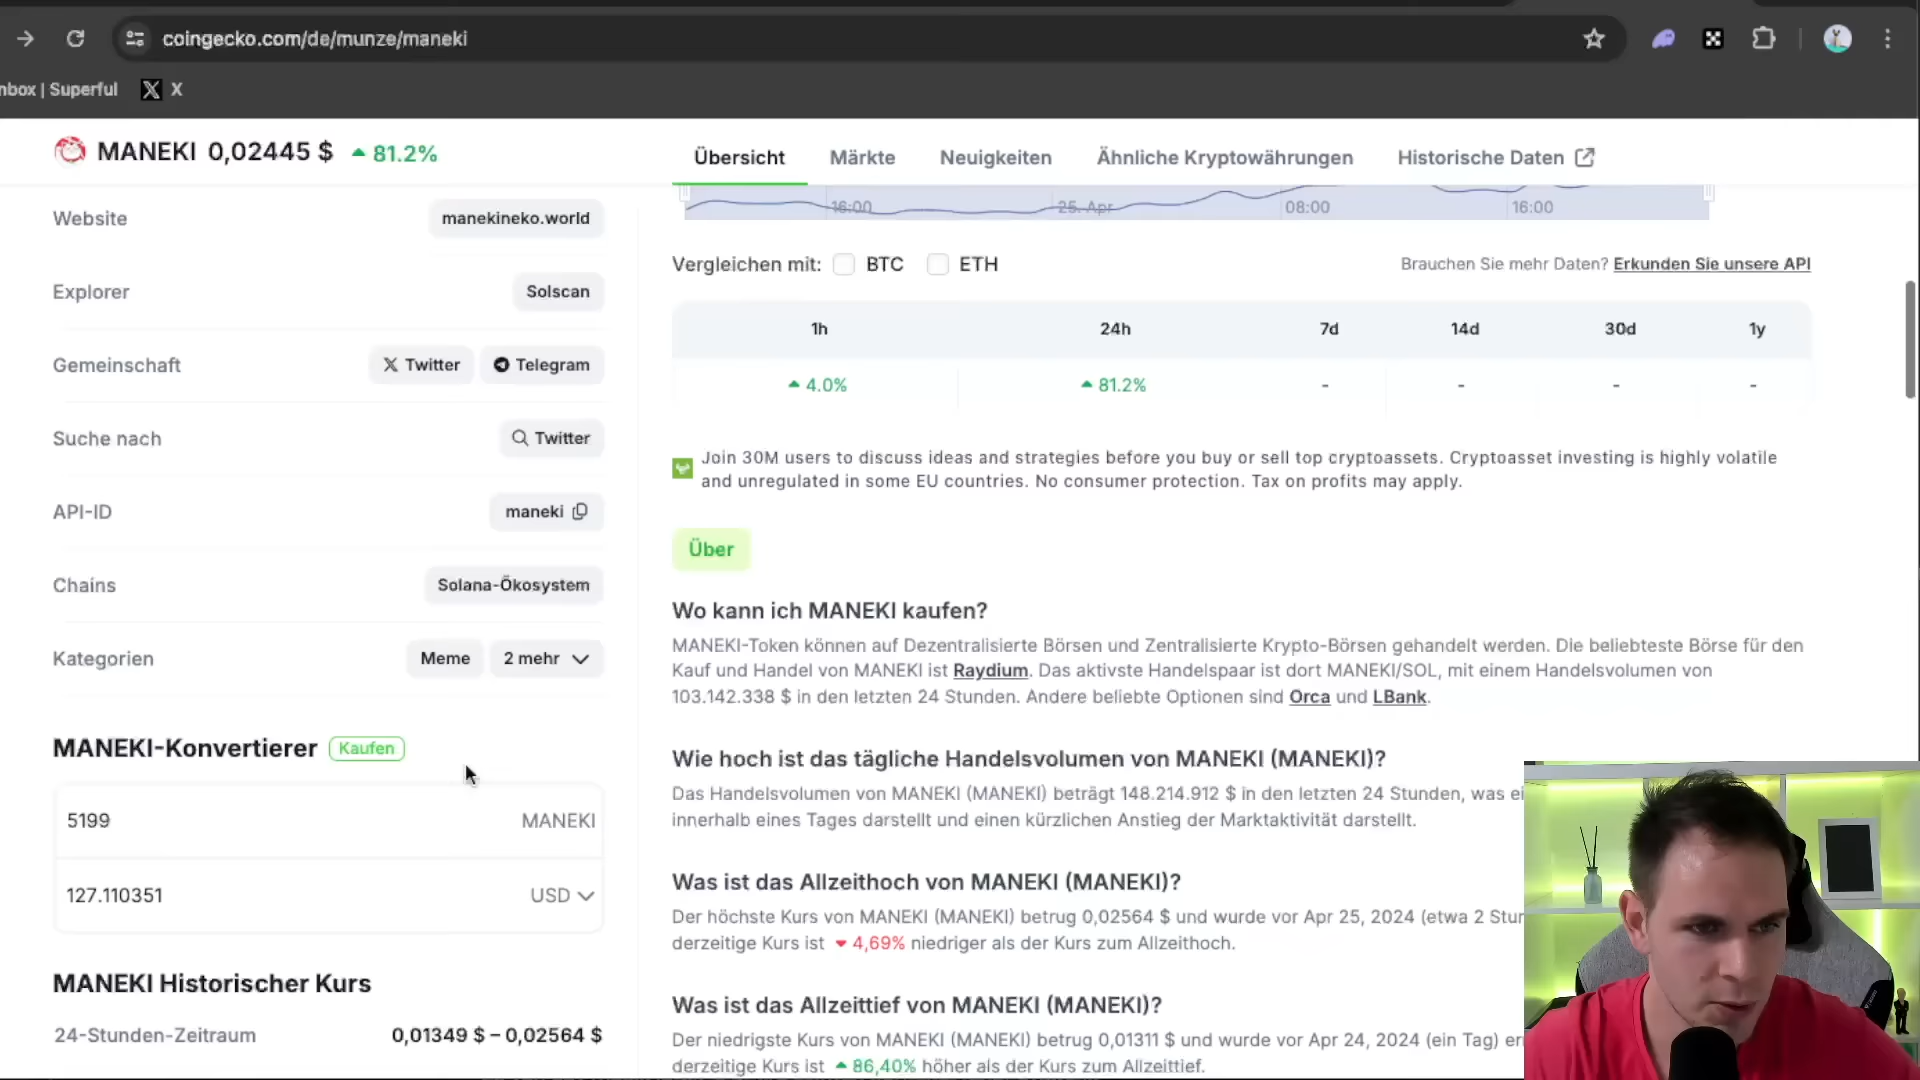 coingecko.com/de/munze/maneki
nbox | Superful X
MANEKI 0,02445 $ 81.2%
Übersicht Märkte Neuigkeiten Ähnliche Kryptowährungen Historische Daten
Website manekineko.world
Explorer Solscan
Gemeinschaft Twitter Telegram
Suche nach Twitter
API-ID maneki
Chains Solana-Ökosystem
Kategorien Meme 2 mehr
MANEKI-Konvertierer Kaufen
5199 MANEKI
127.110351 USD
MANEKI Historischer Kurs
24-Stunden-Zeitraum 0,01349 $ – 0,02564 $
16:00 25. Apr 08:00 16:00
Vergleichen mit: BTC ETH Brauchen Sie mehr Daten? Erkunden Sie unsere API
1h 24h 7d 14d 30d 1y
4.0% 81.2% - - - -
Join 30M users to discuss ideas and strategies before you buy or sell top cryptoassets. Cryptoasset investing is highly volatile
and unregulated in some EU countries. No consumer protection. Tax on profits may apply.
Über
Wo kann ich MANEKI kaufen?
MANEKI-Token können auf Dezentralisierte Börsen und Zentralisierte Krypto-Börsen gehandelt werden. Die beliebteste Börse für den
Kauf und Handel von MANEKI ist Raydium. Das aktivste Handelspaar ist dort MANEKI/SOL, mit einem Handelsvolumen von
103.142.338 $ in den letzten 24 Stunden. Andere beliebte Optionen sind Orca und LBank.
Wie hoch ist das tägliche Handelsvolumen von MANEKI (MANEKI)?
Das Handelsvolumen von MANEKI (MANEKI) beträgt 148.214.912 $ in den letzten 24 Stunden, was ei
innerhalb eines Tages darstellt und einen kürzlichen Anstieg der Marktaktivität darstellt.
Was ist das Allzeithoch von MANEKI (MANEKI)?
Der höchste Kurs von MANEKI (MANEKI) betrug 0,02564 $ und wurde vor Apr 25, 2024 (etwa 2 Stun
derzeitige Kurs ist 4,69% niedriger als der Kurs zum Allzeithoch.
Was ist das Allzeittief von MANEKI (MANEKI)?
Der niedrigste Kurs von MANEKI (MANEKI) betrug 0,01311 $ und wurde vor Apr 24, 2024 (ein Tag) er
derzeitige Kurs ist 86,40% höher als der Kurs zum Allzeittief.